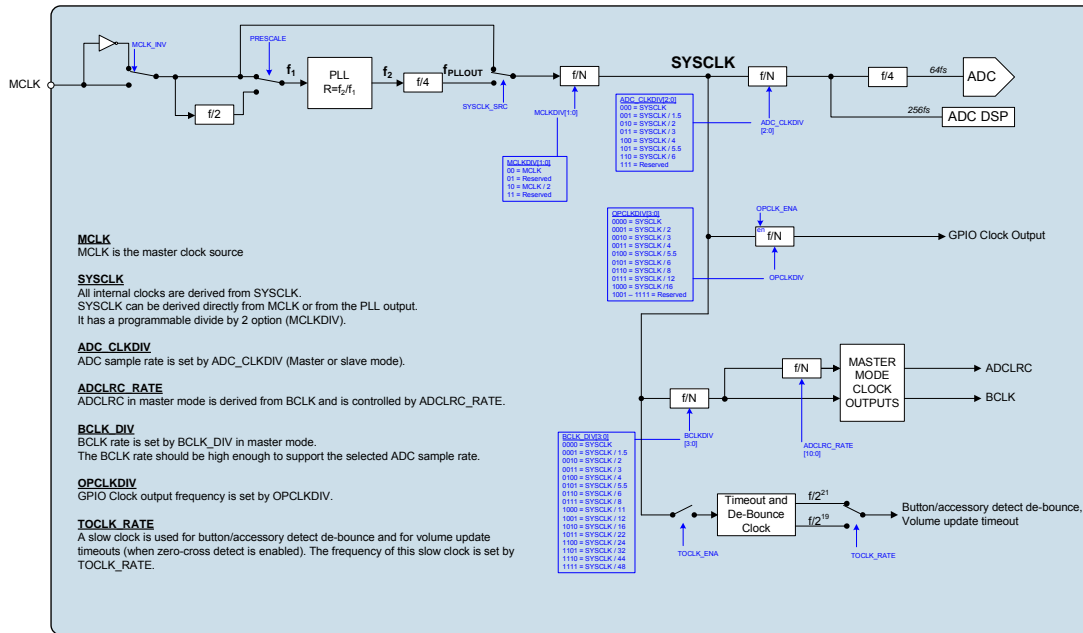 MCLK_INV
PRESCALE
MCLK
f/2
f1
PLL
R=f2/f1
f2
f/4
fPLLOUT
SYSCLK_SRC
f/N
MCLKDIV[1:0]
MCLKDIV[1:0]
00 = MCLK
01 = Reserved
10 = MCLK / 2
11 = Reserved
SYSCLK
f/N
ADC_CLKDIV
[2:0]
ADC_CLKDIV[2:0]
000 = SYSCLK
001 = SYSCLK / 1.5
010 = SYSCLK / 2
011 = SYSCLK / 3
100 = SYSCLK / 4
101 = SYSCLK / 5.5
110 = SYSCLK / 6
111 = Reserved
f/4
64fs
ADC
256fs
ADC DSP
OPCLKDIV[3:0]
0000 = SYSCLK
0001 = SYSCLK / 2
0010 = SYSCLK / 3
0011 = SYSCLK / 4
0100 = SYSCLK / 5.5
0101 = SYSCLK / 6
0110 = SYSCLK / 8
0111 = SYSCLK / 12
1000 = SYSCLK /16
1001 – 1111 = Reserved
OPCLK_ENA
en
f/N
OPCLKDIV
GPIO Clock Output
MCLK
MCLK is the master clock source
SYSCLK
All internal clocks are derived from SYSCLK.
SYSCLK can be derived directly from MCLK or from the PLL output.
It has a programmable divide by 2 option (MCLKDIV).
ADC_CLKDIV
ADC sample rate is set by ADC_CLKDIV (Master or slave mode).
ADCLRC_RATE
ADCLRC in master mode is derived from BCLK and is controlled by ADCLRC_RATE.
BCLK_DIV
BCLK rate is set by BCLK_DIV in master mode.
The BCLK rate should be high enough to support the selected ADC sample rate.
OPCLKDIV
GPIO Clock output frequency is set by OPCLKDIV.
TOCLK_RATE
A slow clock is used for button/accessory detect de-bounce and for volume update
timeouts (when zero-cross detect is enabled). The frequency of this slow clock is set by
TOCLK_RATE.
f/N
BCLKDIV
[3:0]
f/N
ADCLRC_RATE
[10:0]
MASTER
MODE
CLOCK
OUTPUTS
ADCLRC
BCLK
BCLK_DIV[3:0]
0000 = SYSCLK
0001 = SYSCLK / 1.5
0010 = SYSCLK / 2
0011 = SYSCLK / 3
0100 = SYSCLK / 4
0101 = SYSCLK / 5.5
0110 = SYSCLK / 6
0111 = SYSCLK / 8
1000 = SYSCLK / 11
1001 = SYSCLK / 12
1010 = SYSCLK / 16
1011 = SYSCLK / 22
1100 = SYSCLK / 24
1101 = SYSCLK / 32
1110 = SYSCLK / 44
1111 = SYSCLK / 48
TOCLK_ENA
Timeout and
De-Bounce
Clock
f/2²¹
f/2¹⁹
TOCLK_RATE
Button/accessory detect de-bounce,
Volume update timeout